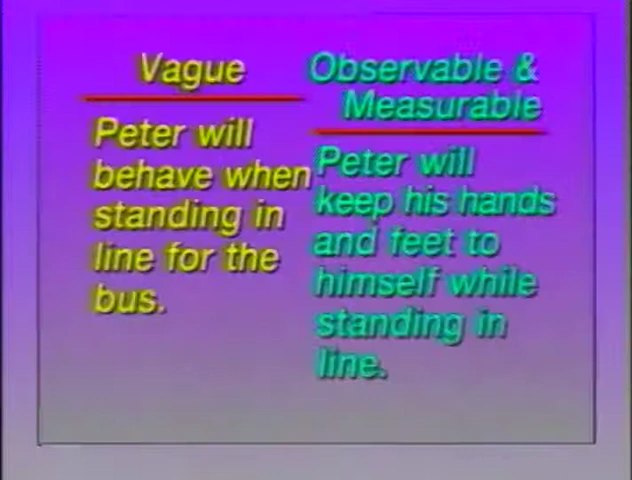 Vague
Peter will
behave when
standing in
line for the
bus.
Observable &
Measurable
Peter will
keep his hands
and feet to
himself while
standing in
line.